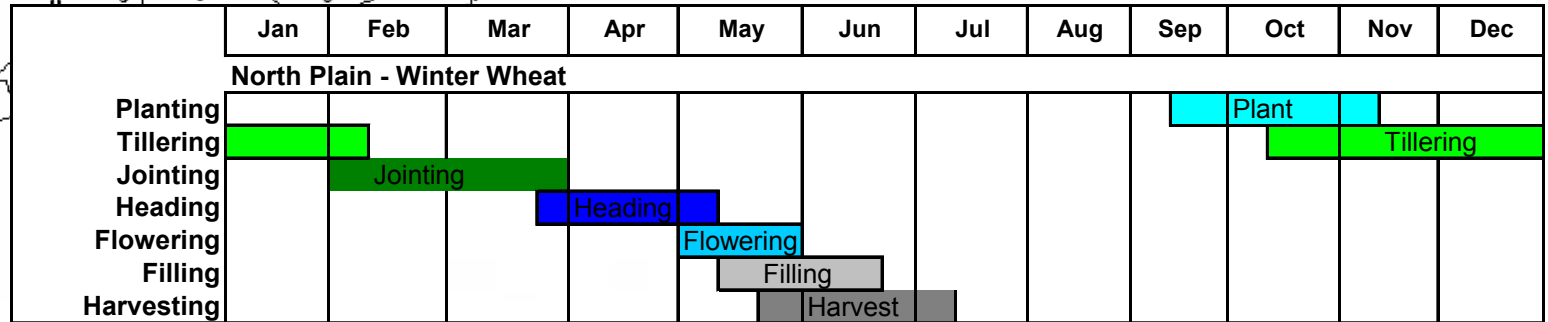 Jan Feb Mar Apr May Jun Jul Aug Sep Oct Nov Dec
North Plain - Winter Wheat
Planting Plant
Tillering Tillering
Jointing Jointing
Heading Heading
Flowering Flowering
Filling Filling
Harvesting Harvest